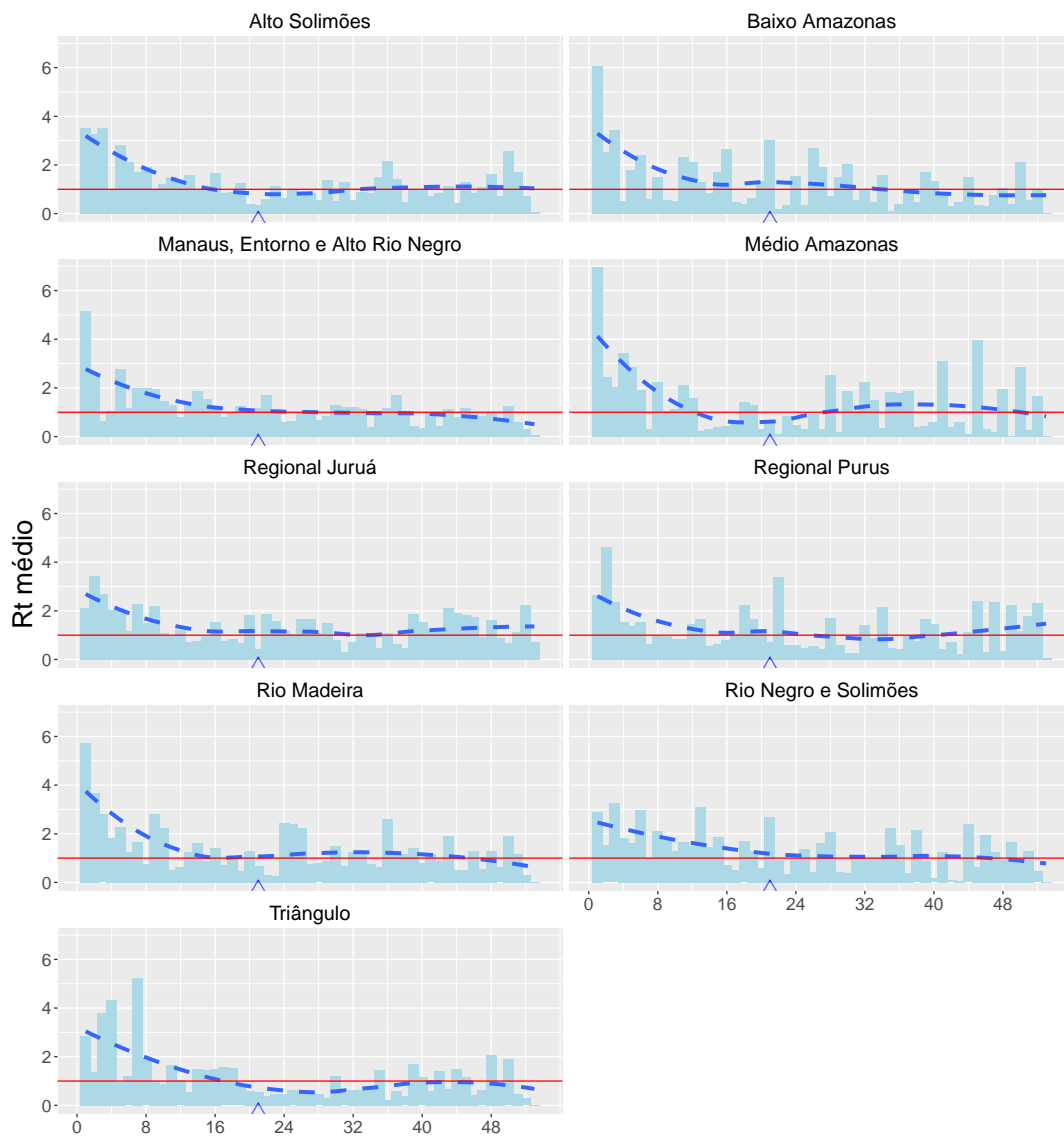 Alto Solimões
Baixo Amazonas
6
4
2
0
Manaus, Entorno e Alto Rio Negro
Médio Amazonas
6
4
2
0
Regional Juruá
Regional Purus
6
4
2
0
Rt médio
Rio Madeira
Rio Negro e Solimões
6
4
2
0
0 8 16 24 32 40 48
Triângulo
6
4
2
0
0 8 16 24 32 40 48